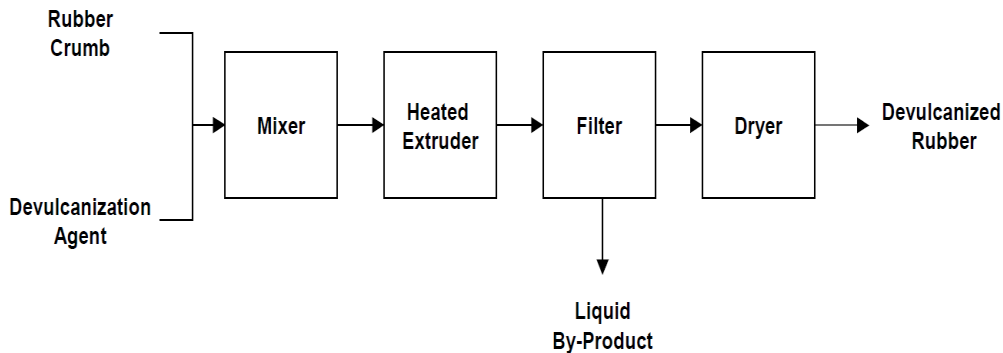 Rubber
Crumb
Mixer
Heated
Extruder
Filter
Dryer
Devulcanized
Rubber
Devulcanization
Agent
Liquid
By-Product